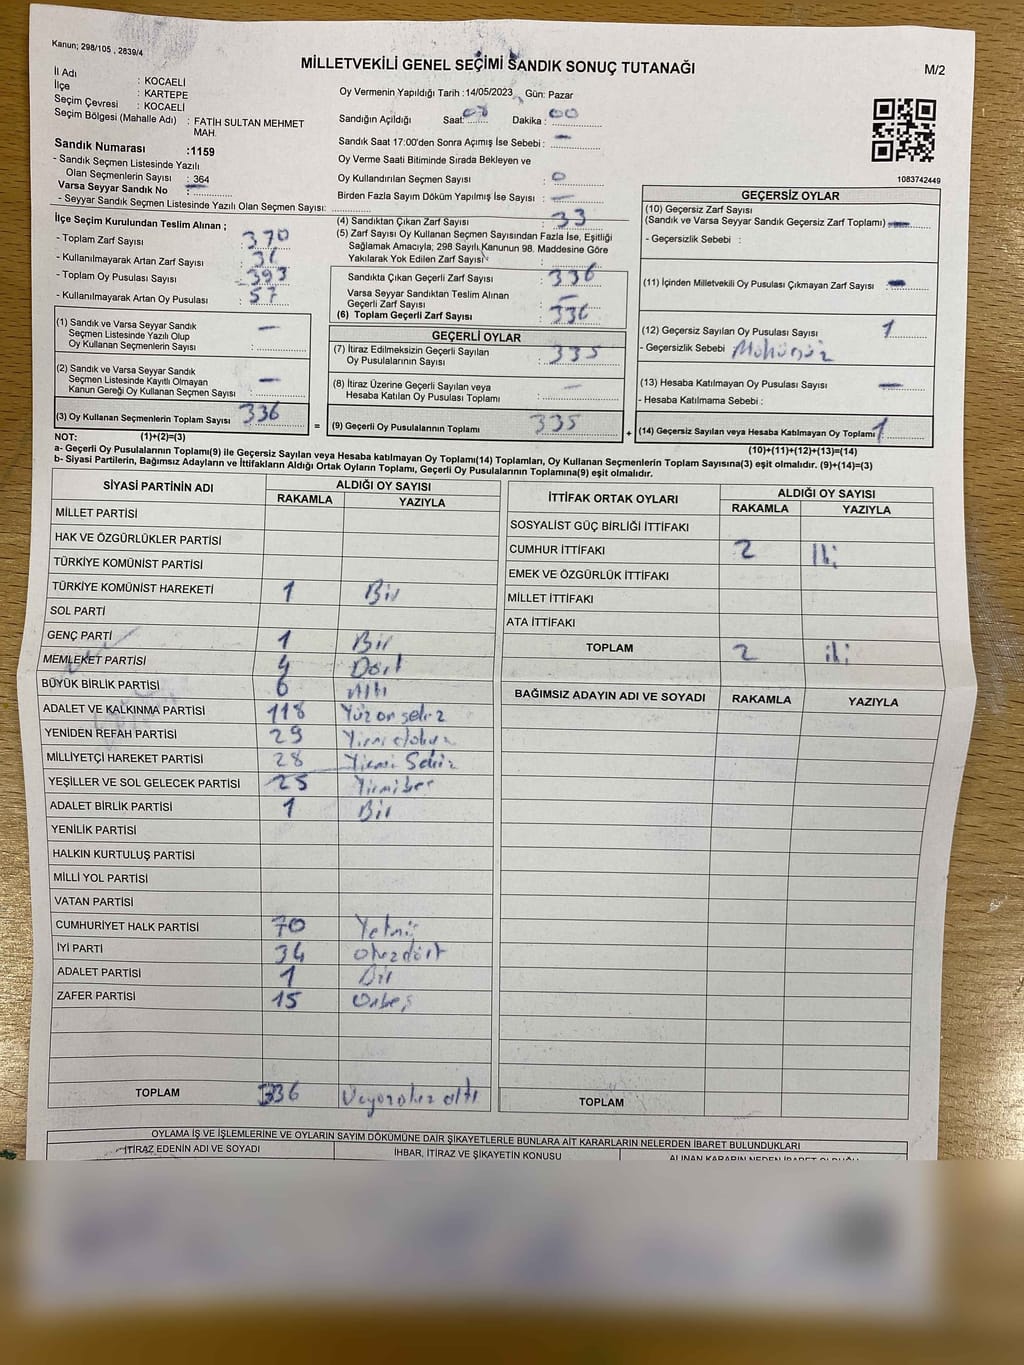 Kanun; 298/105 , 2839/4
MİLLETVEKİLİ GENEL SEÇİMİ SANDIK SONUÇ TUTANAĞI
M/2
İl Adı : KOCAELİ
İlçe : KARTEPE
Seçim Çevresi : KOCAELİ
Seçim Bölgesi (Mahalle Adı) : FATİH SULTAN MEHMET
MAH.
Sandık Numarası :1159
- Sandık Seçmen Listesinde Yazılı
Olan Seçmenlerin Sayısı : 364
Varsa Seyyar Sandık No : —
- Seyyar Sandık Seçmen Listesinde Yazılı Olan Seçmen Sayısı:
Oy Vermenin Yapıldığı Tarih :14/05/2023 Gün: Pazar
Sandığın Açıldığı Saat: 08 Dakika : 00
Sandık Saat 17:00'den Sonra Açımış İse Sebebi : —
Oy Verme Saati Bitiminde Sırada Bekleyen ve
Oy Kullandırılan Seçmen Sayısı : 0
Birden Fazla Sayım Döküm Yapılmış İse Sayısı : —
1083742449
İlçe Seçim Kurulundan Teslim Alınan ;
- Toplam Zarf Sayısı : 370
- Kullanılmayarak Artan Zarf Sayısı :
- Toplam Oy Pusulası Sayısı : 393
- Kullanılmayarak Artan Oy Pusulası : 57
(1) Sandık ve Varsa Seyyar Sandık
Seçmen Listesinde Yazılı Olup
Oy Kullanan Seçmenlerin Sayısı : —
(2) Sandık ve Varsa Seyyar Sandık
Seçmen Listesinde Kayıtlı Olmayan
Kanun Gereği Oy Kullanan Seçmen Sayısı : —
(3) Oy Kullanan Seçmenlerin Toplam Sayısı 336
(4) Sandıktan Çıkan Zarf Sayısı : 33
(5) Zarf Sayısı Oy Kullanan Seçmen Sayısından Fazla İse, Eşitliği
Sağlamak Amacıyla; 298 Sayılı Kanunun 98. Maddesine Göre
Yakılarak Yok Edilen Zarf Sayısı :
Sandıkta Çıkan Geçerli Zarf Sayısı : 336
Varsa Seyyar Sandıktan Teslim Alınan
Geçerli Zarf Sayısı : —
(6) Toplam Geçerli Zarf Sayısı : 336
GEÇERLİ OYLAR
(7) İtiraz Edilmeksizin Geçerli Sayılan
Oy Pusulalarının Sayısı : 335
(8) İtiraz Üzerine Geçerli Sayılan veya
Hesaba Katılan Oy Pusulası Toplamı : —
= (9) Geçerli Oy Pusulalarının Toplamı : 335
GEÇERSİZ OYLAR
(10) Geçersiz Zarf Sayısı
(Sandık ve Varsa Seyyar Sandık Geçersiz Zarf Toplamı) : —
- Geçersizlik Sebebi :
(11) İçinden Milletvekili Oy Pusulası Çıkmayan Zarf Sayısı : —
(12) Geçersiz Sayılan Oy Pusulası Sayısı : 1
- Geçersizlik Sebebi : Mühürsüz
(13) Hesaba Katılmayan Oy Pusulası Sayısı : —
- Hesaba Katılmama Sebebi :
+ (14) Geçersiz Sayılan veya Hesaba Katılmayan Oy Toplamı : 1
NOT: (1)+(2)=(3)
(10)+(11)+(12)+(13)=(14)
a- Geçerli Oy Pusulalarının Toplamı(9) ile Geçersiz Sayılan veya Hesaba katılmayan Oy Toplamı(14) Toplamları, Oy Kullanan Seçmenlerin Toplam Sayısına(3) eşit olmalıdır. (9)+(14)=(3)
b- Siyasi Partilerin, Bağımsız Adayların ve İttifakların Aldığı Ortak Oyların Toplamı, Geçerli Oy Pusulalarının Toplamına(9) eşit olmalıdır.
SİYASİ PARTİNİN ADI ALDIĞI OY SAYISI
RAKAMLA YAZIYLA
MİLLET PARTİSİ
HAK VE ÖZGÜRLÜKLER PARTİSİ
TÜRKİYE KOMÜNİST PARTİSİ
TÜRKİYE KOMÜNİST HAREKETİ 1 Bir
SOL PARTİ
GENÇ PARTİ 1 Bir
MEMLEKET PARTİSİ 4 Dört
BÜYÜK BİRLİK PARTİSİ 6 Altı
ADALET VE KALKINMA PARTİSİ 118 Yüzonsekiz
YENİDEN REFAH PARTİSİ 29 Yirmidokuz
MİLLİYETÇİ HAREKET PARTİSİ 28 Yirmi Sekiz
YEŞİLLER VE SOL GELECEK PARTİSİ 25 Yirmibeş
ADALET BİRLİK PARTİSİ 1 Bir
YENİLİK PARTİSİ
HALKIN KURTULUŞ PARTİSİ
MİLLİ YOL PARTİSİ
VATAN PARTİSİ
CUMHURİYET HALK PARTİSİ 70 Yetmiş
İYİ PARTİ 34 otuzdört
ADALET PARTİSİ 1 Bir
ZAFER PARTİSİ 15 Onbeş
TOPLAM 336 Üçyüzotuz altı
İTTİFAK ORTAK OYLARI ALDIĞI OY SAYISI
RAKAMLA YAZIYLA
SOSYALİST GÜÇ BİRLİĞİ İTTİFAKI
CUMHUR İTTİFAKI 2 İki
EMEK VE ÖZGÜRLÜK İTTİFAKI
MİLLET İTTİFAKI
ATA İTTİFAKI
TOPLAM 2 iki
BAĞIMSIZ ADAYIN ADI VE SOYADI RAKAMLA YAZIYLA
TOPLAM
OYLAMA İŞ VE İŞLEMLERİNE VE OYLARIN SAYIM DÖKÜMÜNE DAİR ŞİKAYETLERLE BUNLARA AİT KARARLARIN NELERDEN İBARET BULUNDUKLARI
İTİRAZ EDENİN ADI VE SOYADI İHBAR, İTİRAZ VE ŞİKAYETİN KONUSU ALINAN KARARIN NEDEN İBARET OLDUĞU